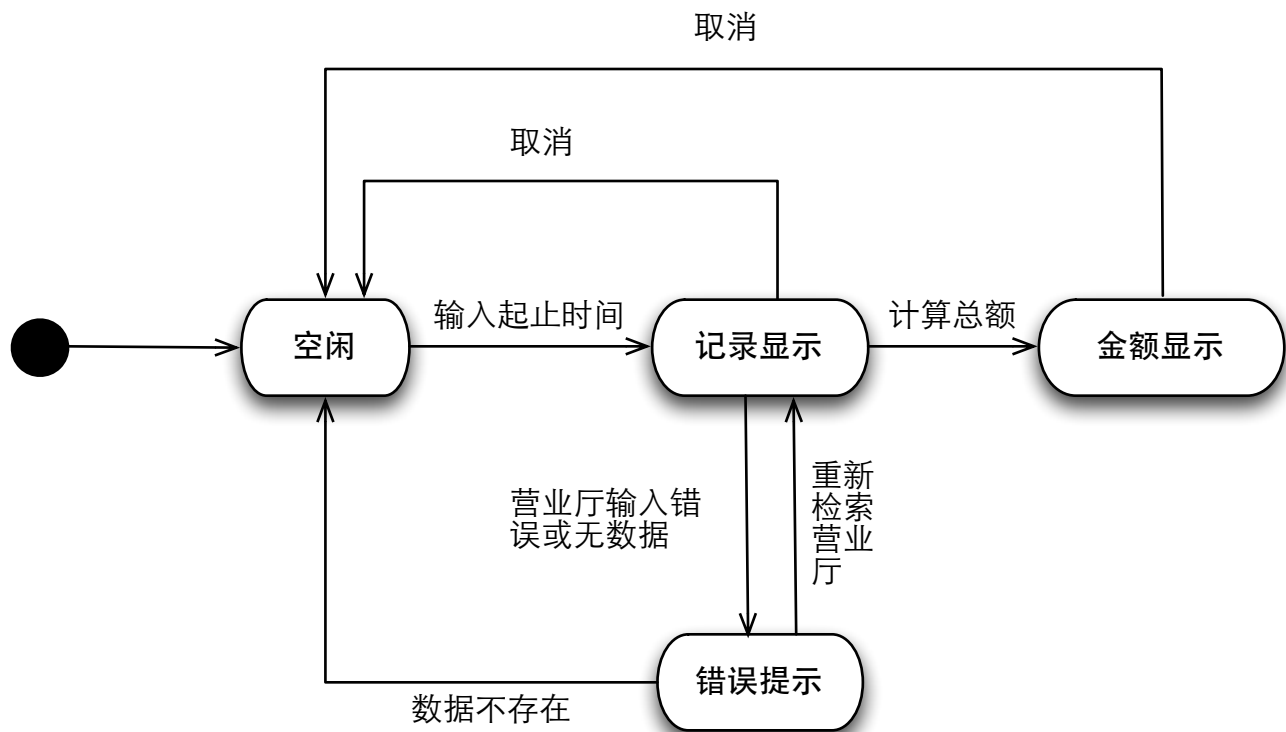 取消
取消
输入起止时间
计算总额
空闲
记录显示
金额显示
营业厅输入错
误或无数据
重新
检索
营业
厅
错误提示
数据不存在